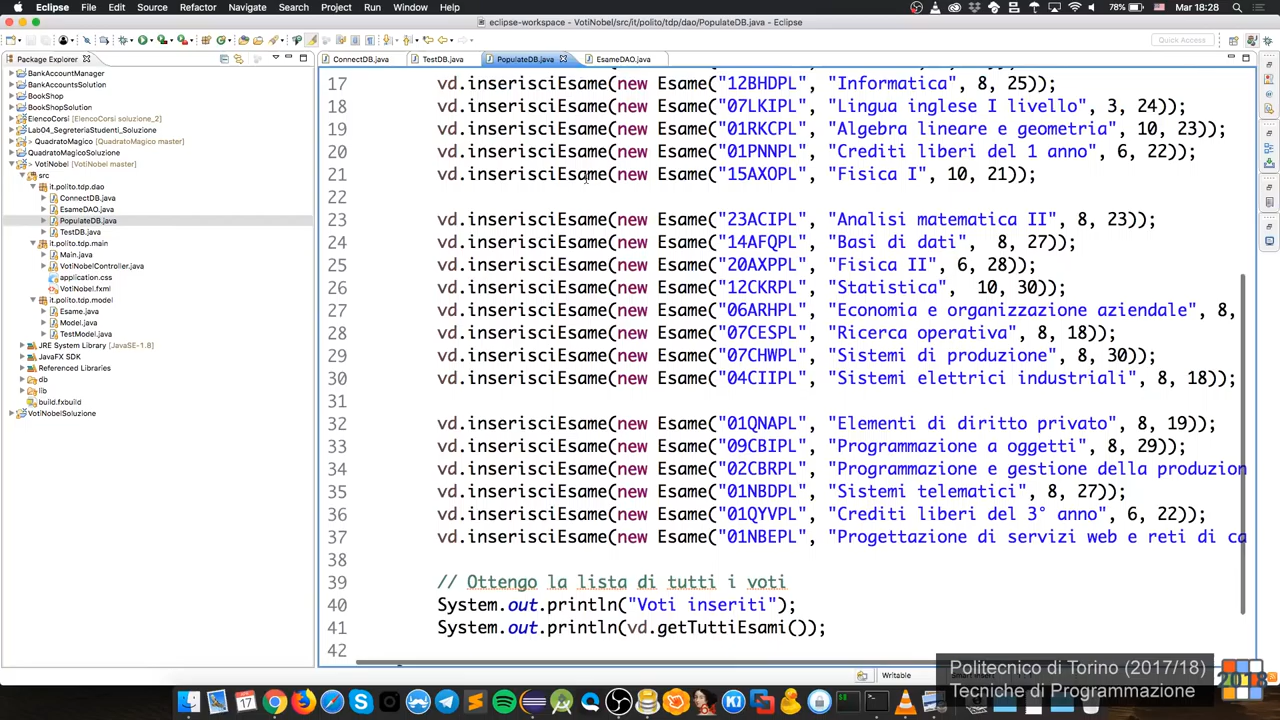 Eclipse File Edit Source Refactor Navigate Search Project Run Window Help 78% Mar 18:28
eclipse-workspace - VotiNobel/src/it/polito/tdp/dao/PopulateDB.java - Eclipse
Quick Access
Package Explorer
BankAccountManager
BankAccountsSolution
BookShop
BookShopSolution
ElencoCorsi [ElencoCorsi soluzione_2]
Lab04_SegreteriaStudenti_Soluzione
> QuadratoMagico [QuadratoMagico master]
QuadratoMagicoSoluzione
> VotiNobel [VotiNobel master]
src
it.polito.tdp.dao
ConnectDB.java
EsameDAO.java
PopulateDB.java
TestDB.java
it.polito.tdp.main
Main.java
VotiNobelController.java
application.css
VotiNobel.fxml
it.polito.tdp.model
Esame.java
Model.java
TestModel.java
JRE System Library [JavaSE-1.8]
JavaFX SDK
Referenced Libraries
db
lib
build.fxbuild
VotiNobelSoluzione
ConnectDB.java TestDB.java PopulateDB.java EsameDAO.java
17 vd.inserisciEsame(new Esame("12BHDPL", "Informatica", 8, 25));
18 vd.inserisciEsame(new Esame("07LKIPL", "Lingua inglese I livello", 3, 24));
19 vd.inserisciEsame(new Esame("01RKCPL", "Algebra lineare e geometria", 10, 23));
20 vd.inserisciEsame(new Esame("01PNNPL", "Crediti liberi del 1 anno", 6, 22));
21 vd.inserisciEsame(new Esame("15AXOPL", "Fisica I", 10, 21));
22
23 vd.inserisciEsame(new Esame("23ACIPL", "Analisi matematica II", 8, 23));
24 vd.inserisciEsame(new Esame("14AFQPL", "Basi di dati",  8, 27));
25 vd.inserisciEsame(new Esame("20AXPPL", "Fisica II", 6, 28));
26 vd.inserisciEsame(new Esame("12CKRPL", "Statistica",  10, 30));
27 vd.inserisciEsame(new Esame("06ARHPL", "Economia e organizzazione aziendale", 8,
28 vd.inserisciEsame(new Esame("07CESPL", "Ricerca operativa", 8, 18));
29 vd.inserisciEsame(new Esame("07CHWPL", "Sistemi di produzione", 8, 30));
30 vd.inserisciEsame(new Esame("04CIIPL", "Sistemi elettrici industriali", 8, 18));
31
32 vd.inserisciEsame(new Esame("01QNAPL", "Elementi di diritto privato", 8, 19));
33 vd.inserisciEsame(new Esame("09CBIPL", "Programmazione a oggetti", 8, 29));
34 vd.inserisciEsame(new Esame("02CBRPL", "Programmazione e gestione della produzion
35 vd.inserisciEsame(new Esame("01NBDPL", "Sistemi telematici", 8, 27));
36 vd.inserisciEsame(new Esame("01QYVPL", "Crediti liberi del 3° anno", 6, 22));
37 vd.inserisciEsame(new Esame("01NBEPL", "Progettazione di servizi web e reti di ca
38
39 // Ottengo la lista di tutti i voti
40 System.out.println("Voti inseriti");
41 System.out.println(vd.getTuttiEsami());
42
Writable
Politecnico di Torino (2017/18)
Tecniche di Programmazione
2018